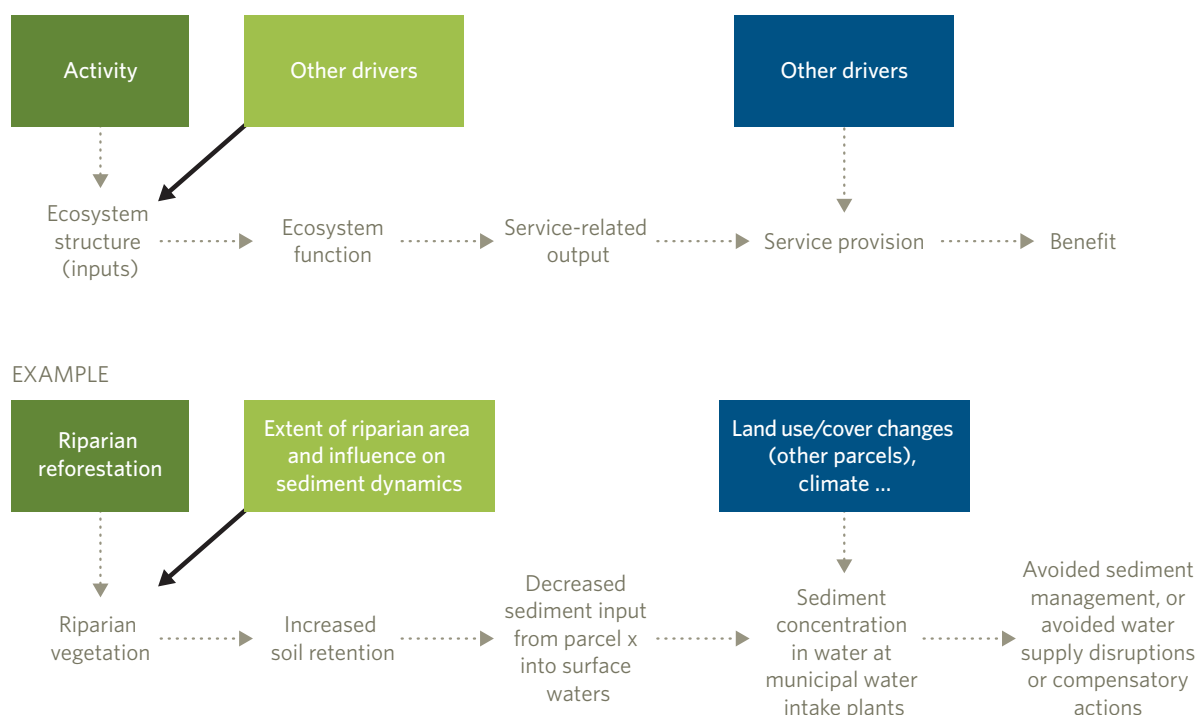 Activity
Other drivers
Other drivers
Ecosystem
structure
(inputs)
Ecosystem
function
Service-related
output
Service provision
Benefit
EXAMPLE
Riparian
reforestation
Extent of riparian area
and influence on
sediment dynamics
Land use/cover changes
(other parcels),
climate ...
Riparian
vegetation
Increased
soil retention
Decreased
sediment input
from parcel x
into surface
waters
Sediment
concentration
in water at
municipal water
intake plants
Avoided sediment
management, or
avoided water
supply disruptions
or compensatory
actions